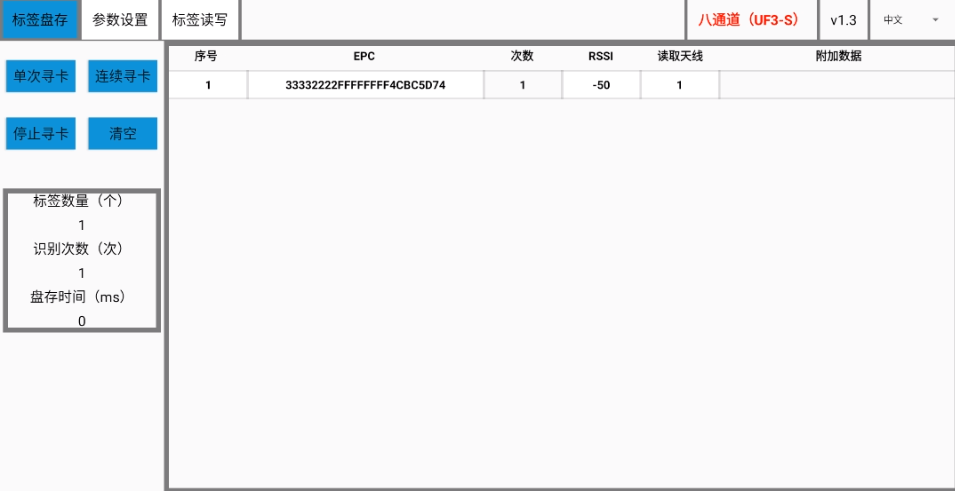 标签盘存 参数设置 标签读写 八通道（UF3-S） v1.3 中文
单次寻卡 连续寻卡
停止寻卡 清空
标签数量（个）
1
识别次数（次）
1
盘存时间（ms）
0
序号 EPC 次数 RSSI 读取天线 附加数据
1 33332222FFFFFFFF4CBC5D74 1 -50 1